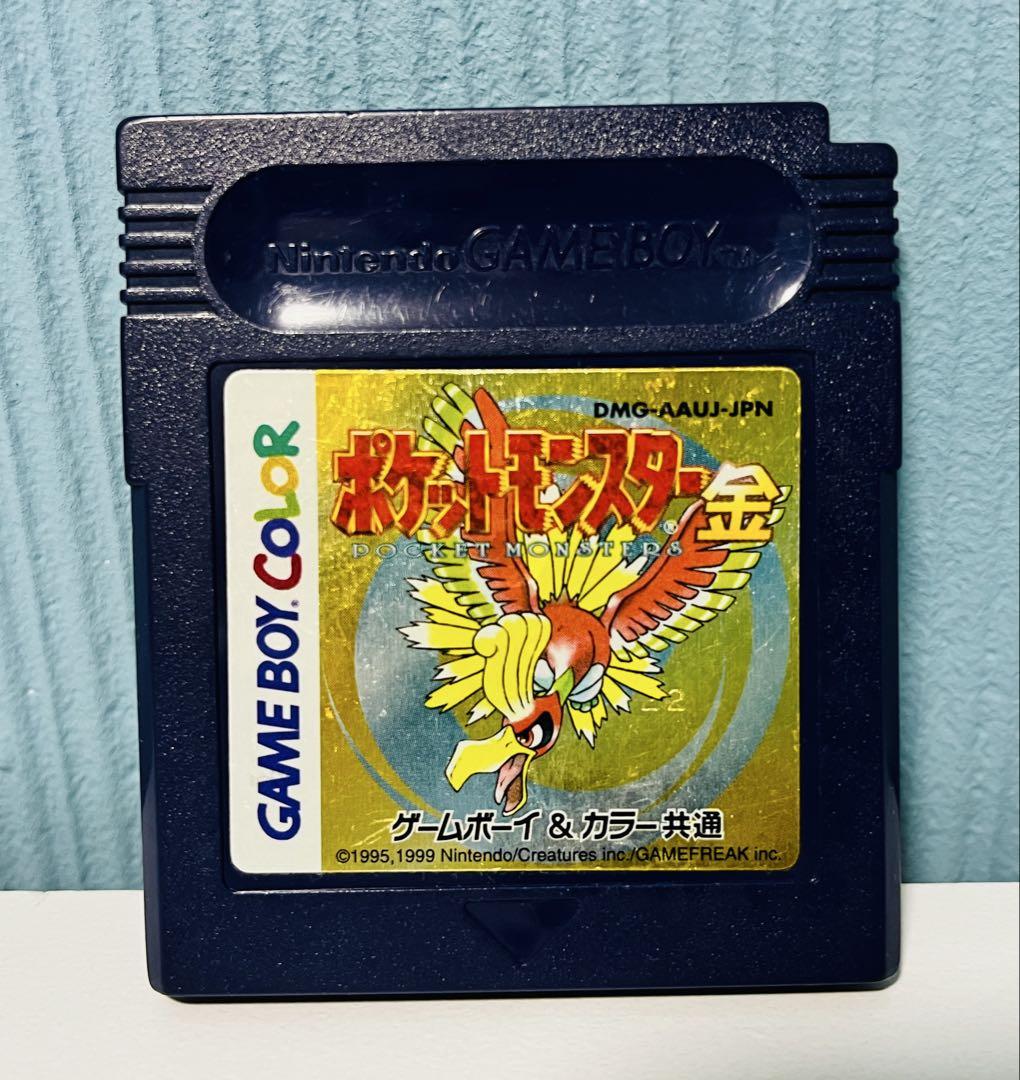 Nintendo GAME BOY TM
DMG-AAUJ-JPN
ポケットモンスター金
®
POCKET MONSTERS
GAME BOY® COLOR
22
ゲームボーイ & カラー共通
©1995,1999 Nintendo/Creatures inc./GAMEFREAK inc.